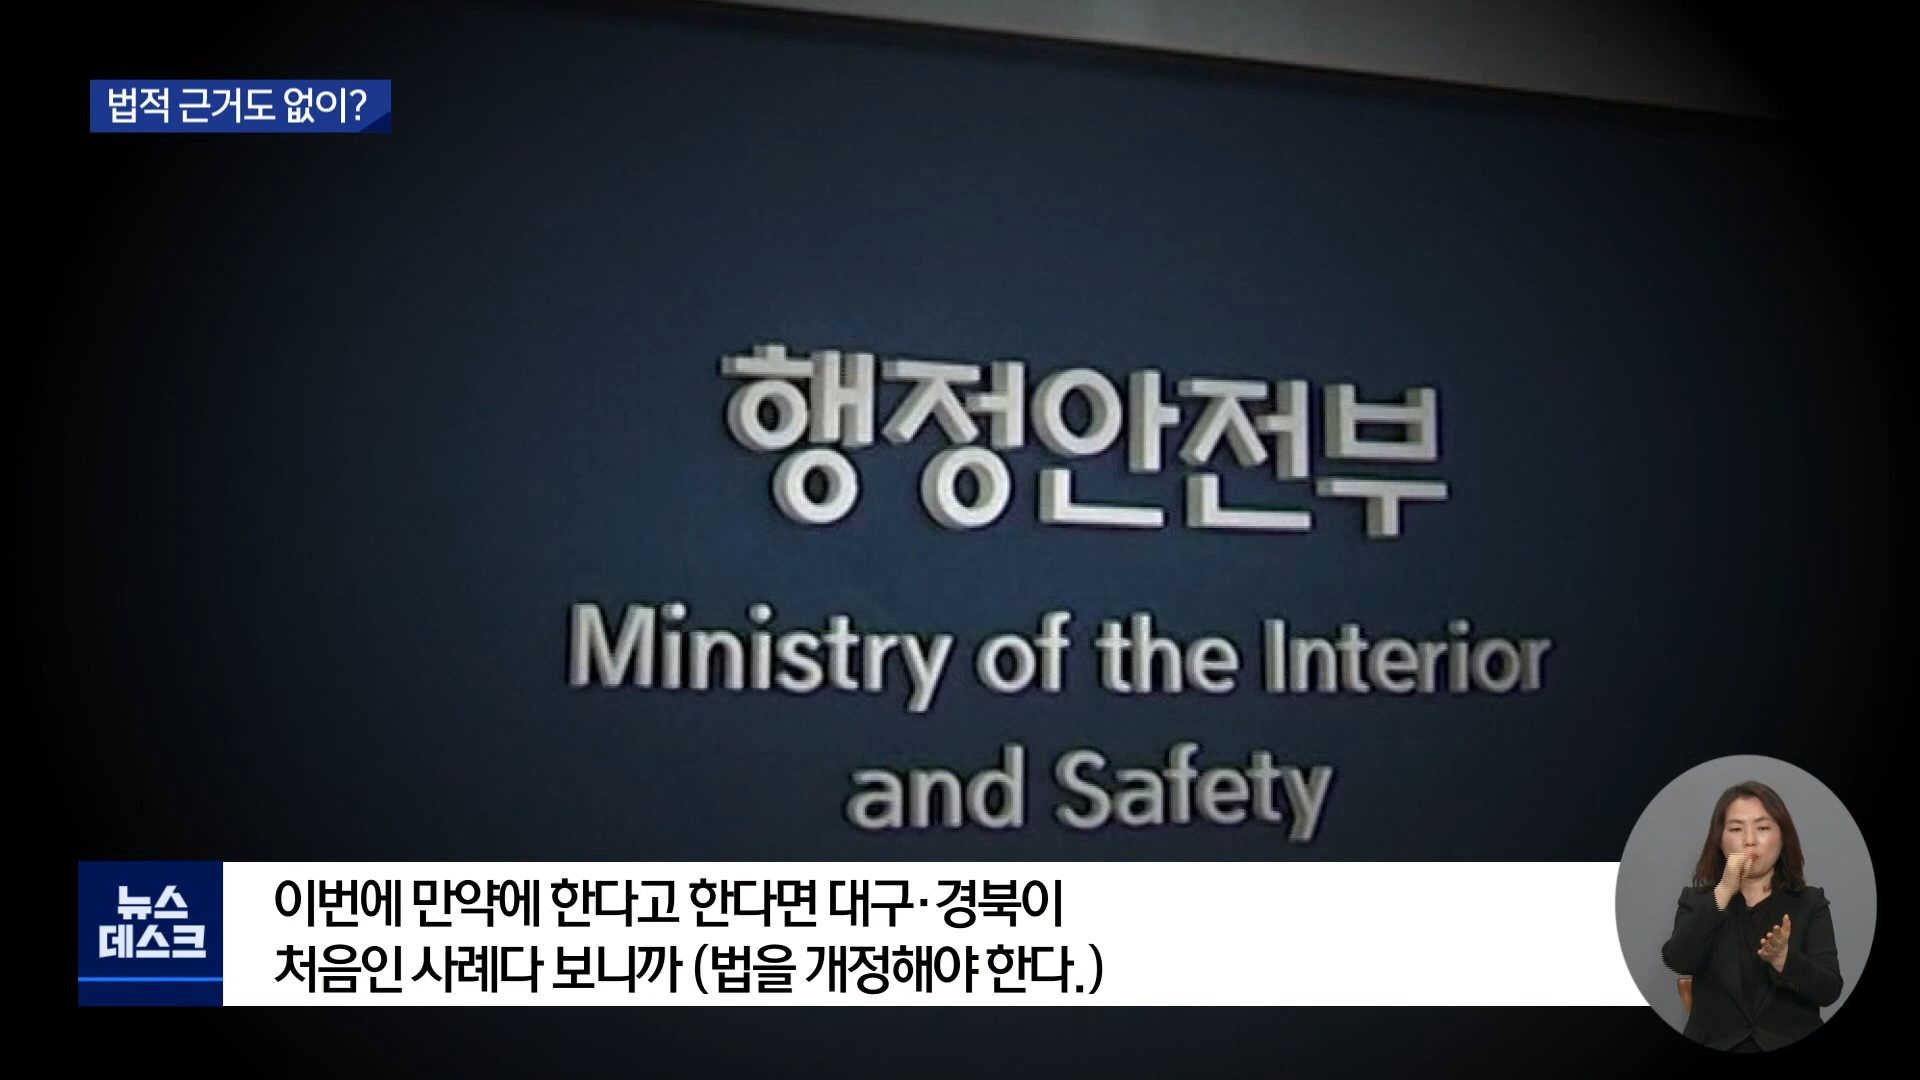 법적 근거도 없이?
행정안전부
Ministry of the Interior
and Safety
뉴스
데스크
이번에 만약에 한다고 한다면 대구·경북이
처음인 사례다 보니까 (법을 개정해야 한다.)